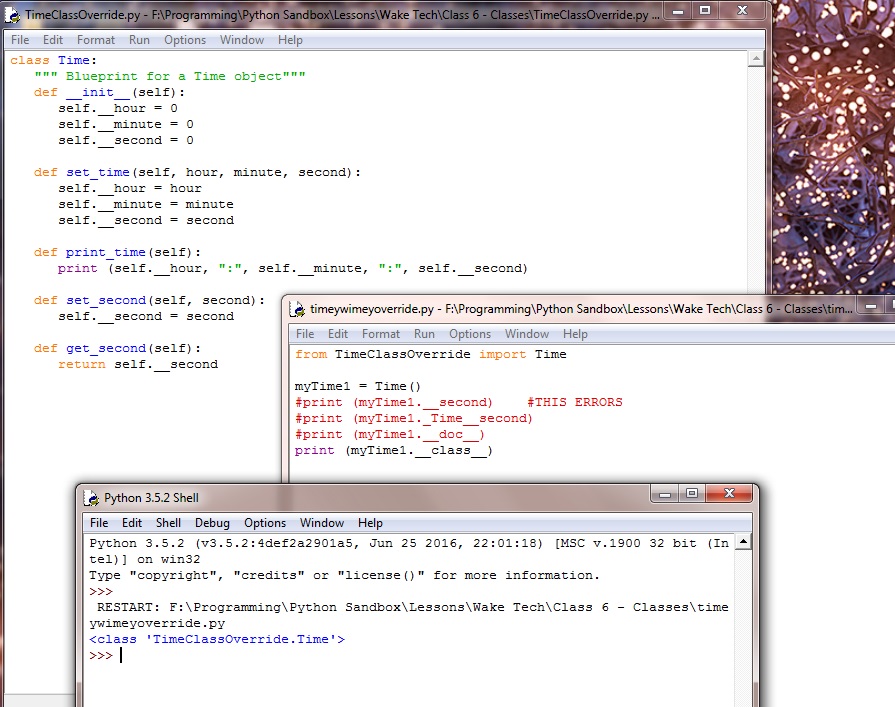 TimeClassOverride.py - F:\Programming\Python Sandbox\Lessons\Wake Tech\Class 6 - Classes\TimeClassOverride.py ...
File Edit Format Run Options Window Help
class Time:
   """ Blueprint for a Time object"""
   def __init__(self):
      self.__hour = 0
      self.__minute = 0
      self.__second = 0
   def set_time(self, hour, minute, second):
      self.__hour = hour
      self.__minute = minute
      self.__second = second
   def print_time(self):
      print (self.__hour, ":", self.__minute, ":", self.__second)
   def set_second(self, second):
      self.__second = second
   def get_second(self):
      return self.__second
timeywimeyoverride.py - F:\Programming\Python Sandbox\Lessons\Wake Tech\Class 6 - Classes\tim...
File Edit Format Run Options Window Help
from TimeClassOverride import Time
myTime1 = Time()
#print (myTime1.__second)    #THIS ERRORS
#print (myTime1._Time__second)
#print (myTime1.__doc__)
print (myTime1.__class__)
Python 3.5.2 Shell
File Edit Shell Debug Options Window Help
Python 3.5.2 (v3.5.2:4def2a2901a5, Jun 25 2016, 22:01:18) [MSC v.1900 32 bit (In
tel)] on win32
Type "copyright", "credits" or "license()" for more information.
>>>
 RESTART: F:\Programming\Python Sandbox\Lessons\Wake Tech\Class 6 - Classes\time
ywimeyoverride.py
<class 'TimeClassOverride.Time'>
>>>